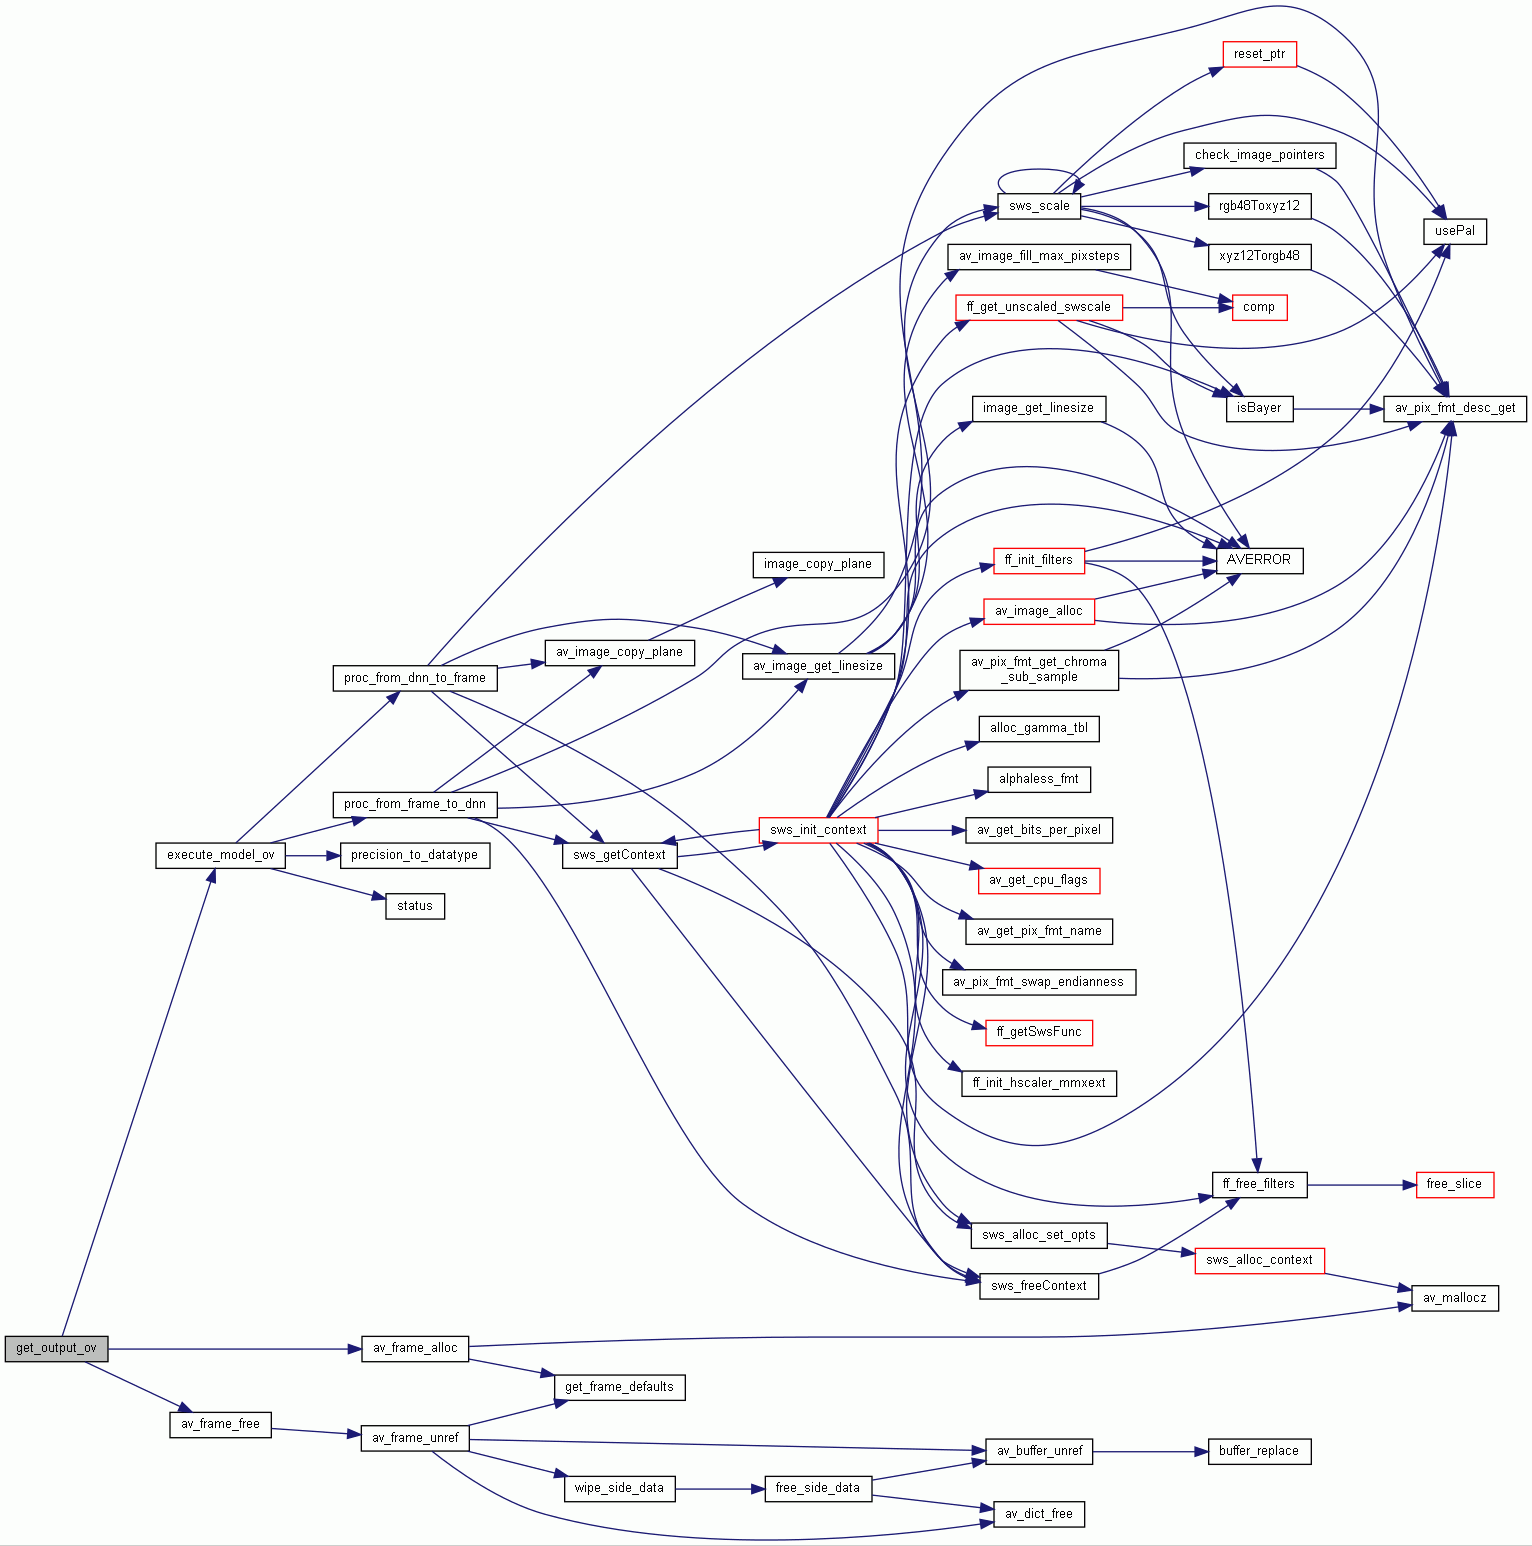 reset_ptr
check_image_pointers
sws_scale
rgb48Toxyz12
usePal
av_image_fill_max_pixsteps
xyz12Torgb48
ff_get_unscaled_swscale
comp
image_get_linesize
isBayer
av_pix_fmt_desc_get
image_copy_plane
ff_init_filters
AVERROR
av_image_alloc
av_image_copy_plane
av_image_get_linesize
av_pix_fmt_get_chroma
_sub_sample
proc_from_dnn_to_frame
alloc_gamma_tbl
alphaless_fmt
proc_from_frame_to_dnn
sws_init_context
av_get_bits_per_pixel
execute_model_ov
precision_to_datatype
sws_getContext
av_get_cpu_flags
status
av_get_pix_fmt_name
av_pix_fmt_swap_endianness
ff_getSwsFunc
ff_init_hscaler_mmxext
ff_free_filters
free_slice
sws_alloc_set_opts
sws_alloc_context
sws_freeContext
av_mallocz
get_output_ov
av_frame_alloc
get_frame_defaults
av_frame_free
av_frame_unref
av_buffer_unref
buffer_replace
wipe_side_data
free_side_data
av_dict_free